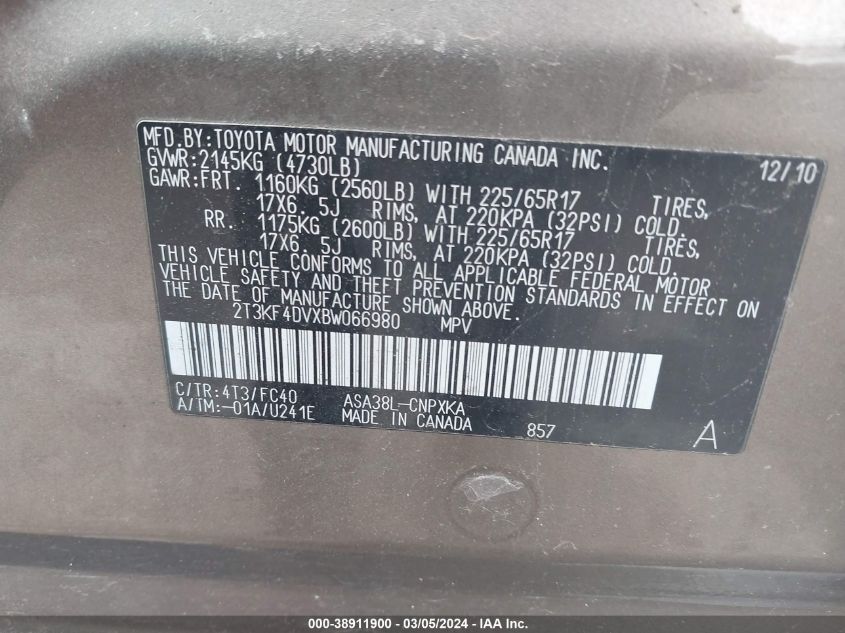 MFD.BY:TOYOTA MOTOR MANUFACTURING CANADA INC. 12/10
GVWR:2145KG (4730LB)
GAWR:FRT. 1160KG (2560LB) WITH 225/65R17 TIRES,
17X6. 5J RIMS, AT 220KPA (32PSI) COLD.
RR. 1175KG (2600LB) WITH 225/65R17 TIRES,
17X6. 5J RIMS, AT 220KPA (32PSI) COLD.
THIS VEHICLE CONFORMS TO ALL APPLICABLE FEDERAL MOTOR
VEHICLE SAFETY AND THEFT PREVENTION STANDARDS IN EFFECT ON
THE DATE OF MANUFACTURE SHOWN ABOVE.
2T3KF4DVXBW066980 MPV
C/TR:4T3/FC40 ASA38L-CNPXKA
A/TM:-01A/U241E MADE IN CANADA 857 A
000-38911900 - 03/05/2024 - IAA Inc.